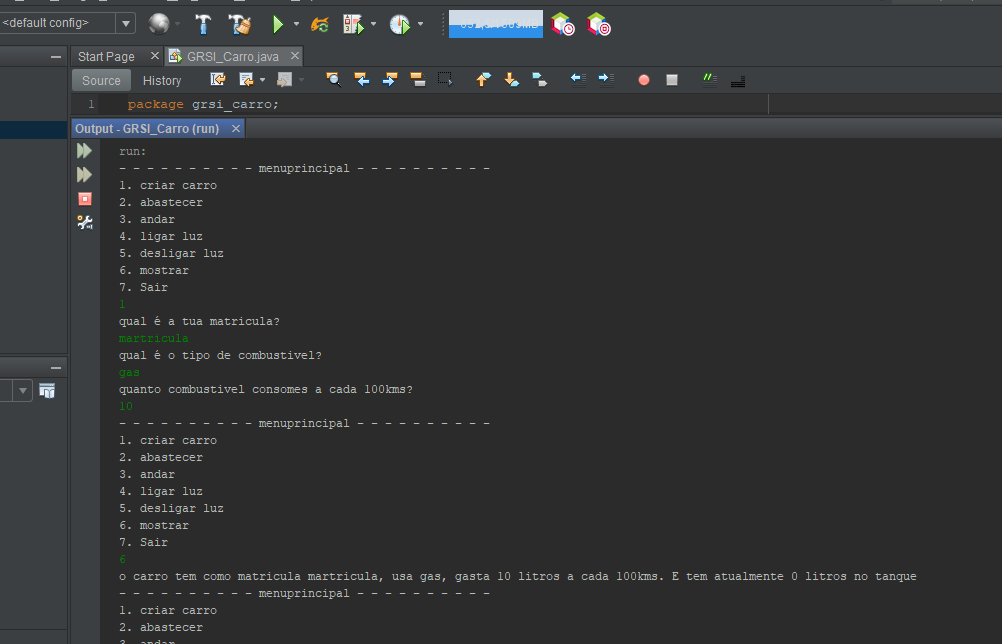 <default config>
Start Page
GRSI_Carro.java
Source
History
1
package grsi_carro;
Output - GRSI_Carro (run)
run:
- - - - - - - - - - menuprincipal - - - - - - - - - -
1. criar carro
2. abastecer
3. andar
4. ligar luz
5. desligar luz
6. mostrar
7. Sair
1
qual é a tua matricula?
martricula
qual é o tipo de combustivel?
gas
quanto combustivel consomes a cada 100kms?
10
- - - - - - - - - - menuprincipal - - - - - - - - - -
1. criar carro
2. abastecer
3. andar
4. ligar luz
5. desligar luz
6. mostrar
7. Sair
6
o carro tem como matricula martricula, usa gas, gasta 10 litros a cada 100kms. E tem atualmente 0 litros no tanque
- - - - - - - - - - menuprincipal - - - - - - - - - -
1. criar carro
2. abastecer
3. andar